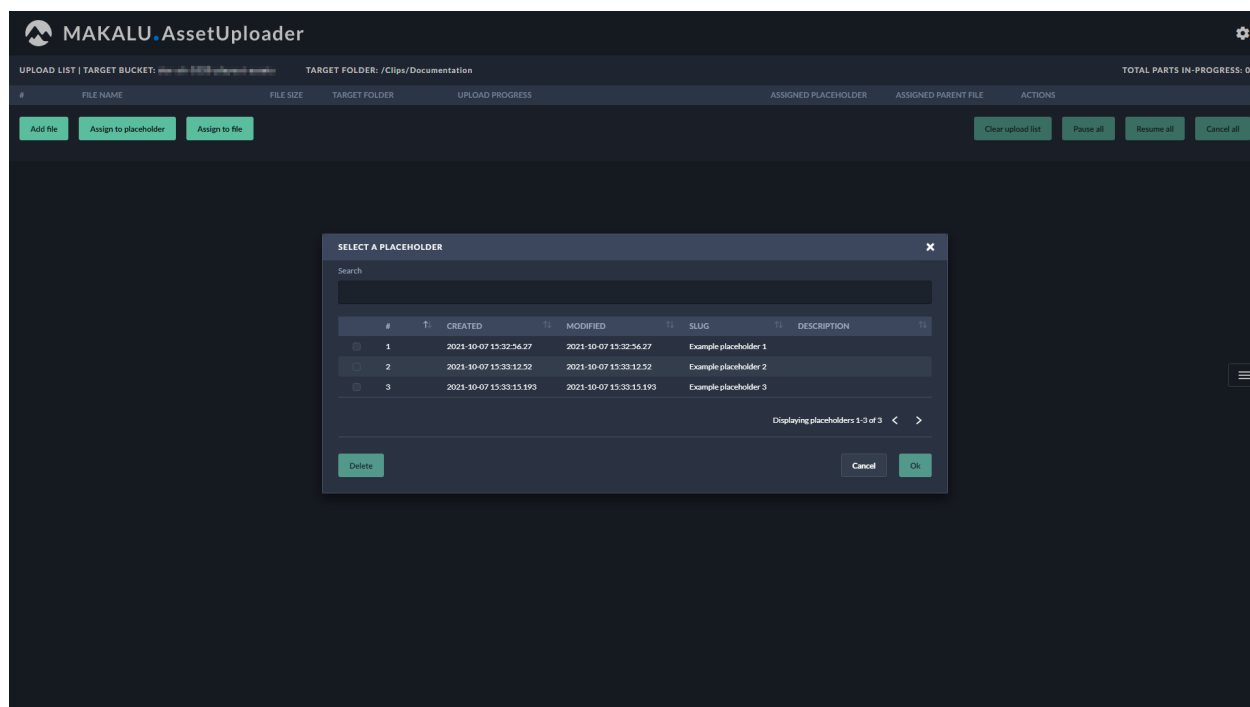 MAKALU.AssetUploader
UPLOAD LIST | TARGET BUCKET: TARGET FOLDER: /Clips/Documentation TOTAL PARTS IN-PROGRESS: 0
# FILE NAME FILE SIZE TARGET FOLDER UPLOAD PROGRESS ASSIGNED PLACEHOLDER ASSIGNED PARENT FILE ACTIONS
Add file Assign to placeholder Assign to file Clear upload list Pause all Resume all Cancel all
SELECT A PLACEHOLDER
Search
# CREATED MODIFIED SLUG DESCRIPTION
1 2021-10-07 15:32:56.27 2021-10-07 15:32:56.27 Example placeholder 1
2 2021-10-07 15:33:12.52 2021-10-07 15:33:12.52 Example placeholder 2
3 2021-10-07 15:33:15.193 2021-10-07 15:33:15.193 Example placeholder 3
Displaying placeholders 1-3 of 3
Delete Cancel Ok